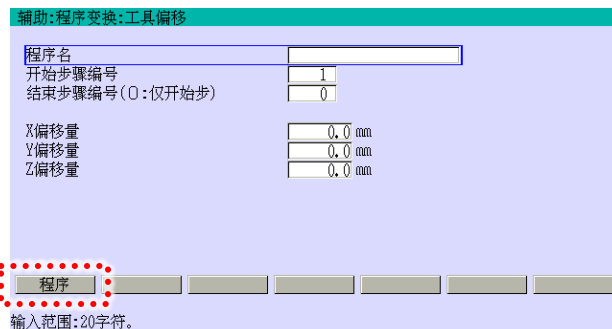 辅助:程序变换:工具偏移
程序名
开始步骤编号 1
结束步骤编号(0:仅开始步) 0
X偏移量 0.0 mm
Y偏移量 0.0 mm
Z偏移量 0.0 mm
程序
输入范围:20字符。